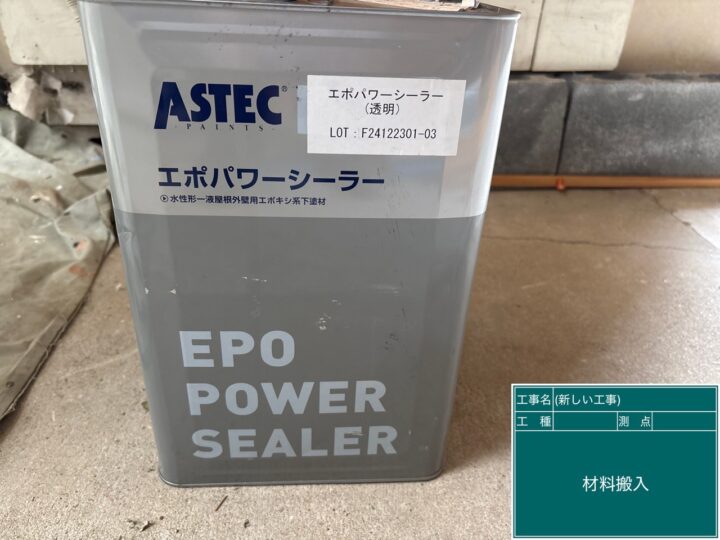 ASTEC®
PAINTS
エポパワーシーラー
(透明)
LOT : F24122301-03
エポパワーシーラー
水性形一液屋根外壁用エポキシ系下塗材
EPO
POWER
SEALER
工事名 (新しい工事)
工 種 測 点
材料搬入